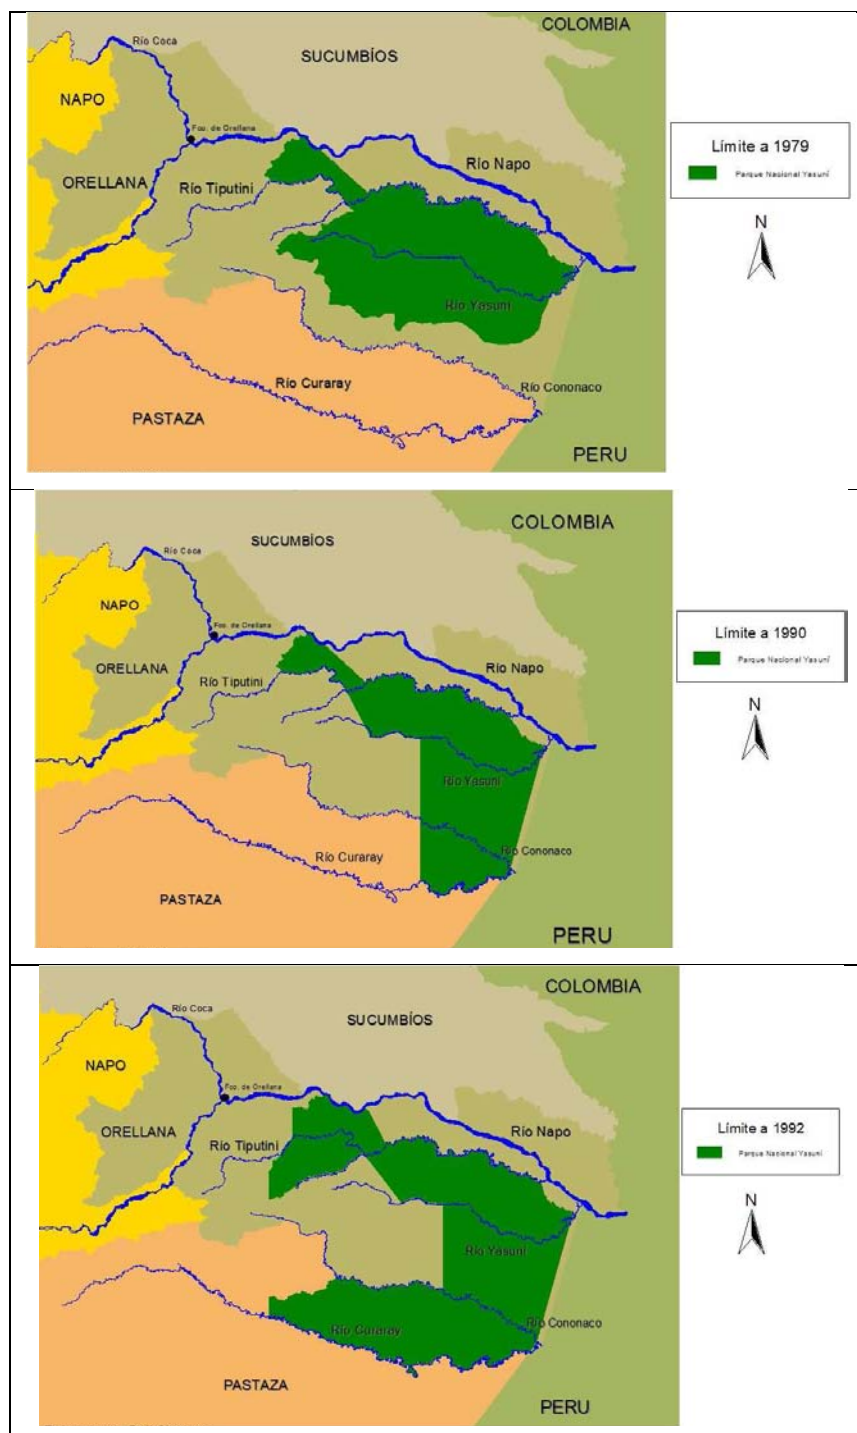 COLOMBIA
Río Coca
SUCUMBÍOS
NAPO
Fco. de Orellana
ORELLANA
Río Tiputini
Río Napo
Río Yasuní
Río Curaray
Río Cononaco
PASTAZA
PERU
Límite a 1979
Parque Nacional Yasuní
N
COLOMBIA
SUCUMBÍOS
Río Coca
NAPO
Fco. de Orellana
ORELLANA
Río Tiputini
Río Napo
Río Yasuní
Río Curaray
Río Cononaco
PASTAZA
PERU
Límite a 1990
Parque Nacional Yasuní
N
COLOMBIA
Río Coca
SUCUMBÍOS
NAPO
Fco. de Orellana
ORELLANA
Río Tiputini
Río Napo
Río Yasuní
Río Curaray
Río Cononaco
PASTAZA
PERU
Límite a 1992
Parque Nacional Yasuní
N